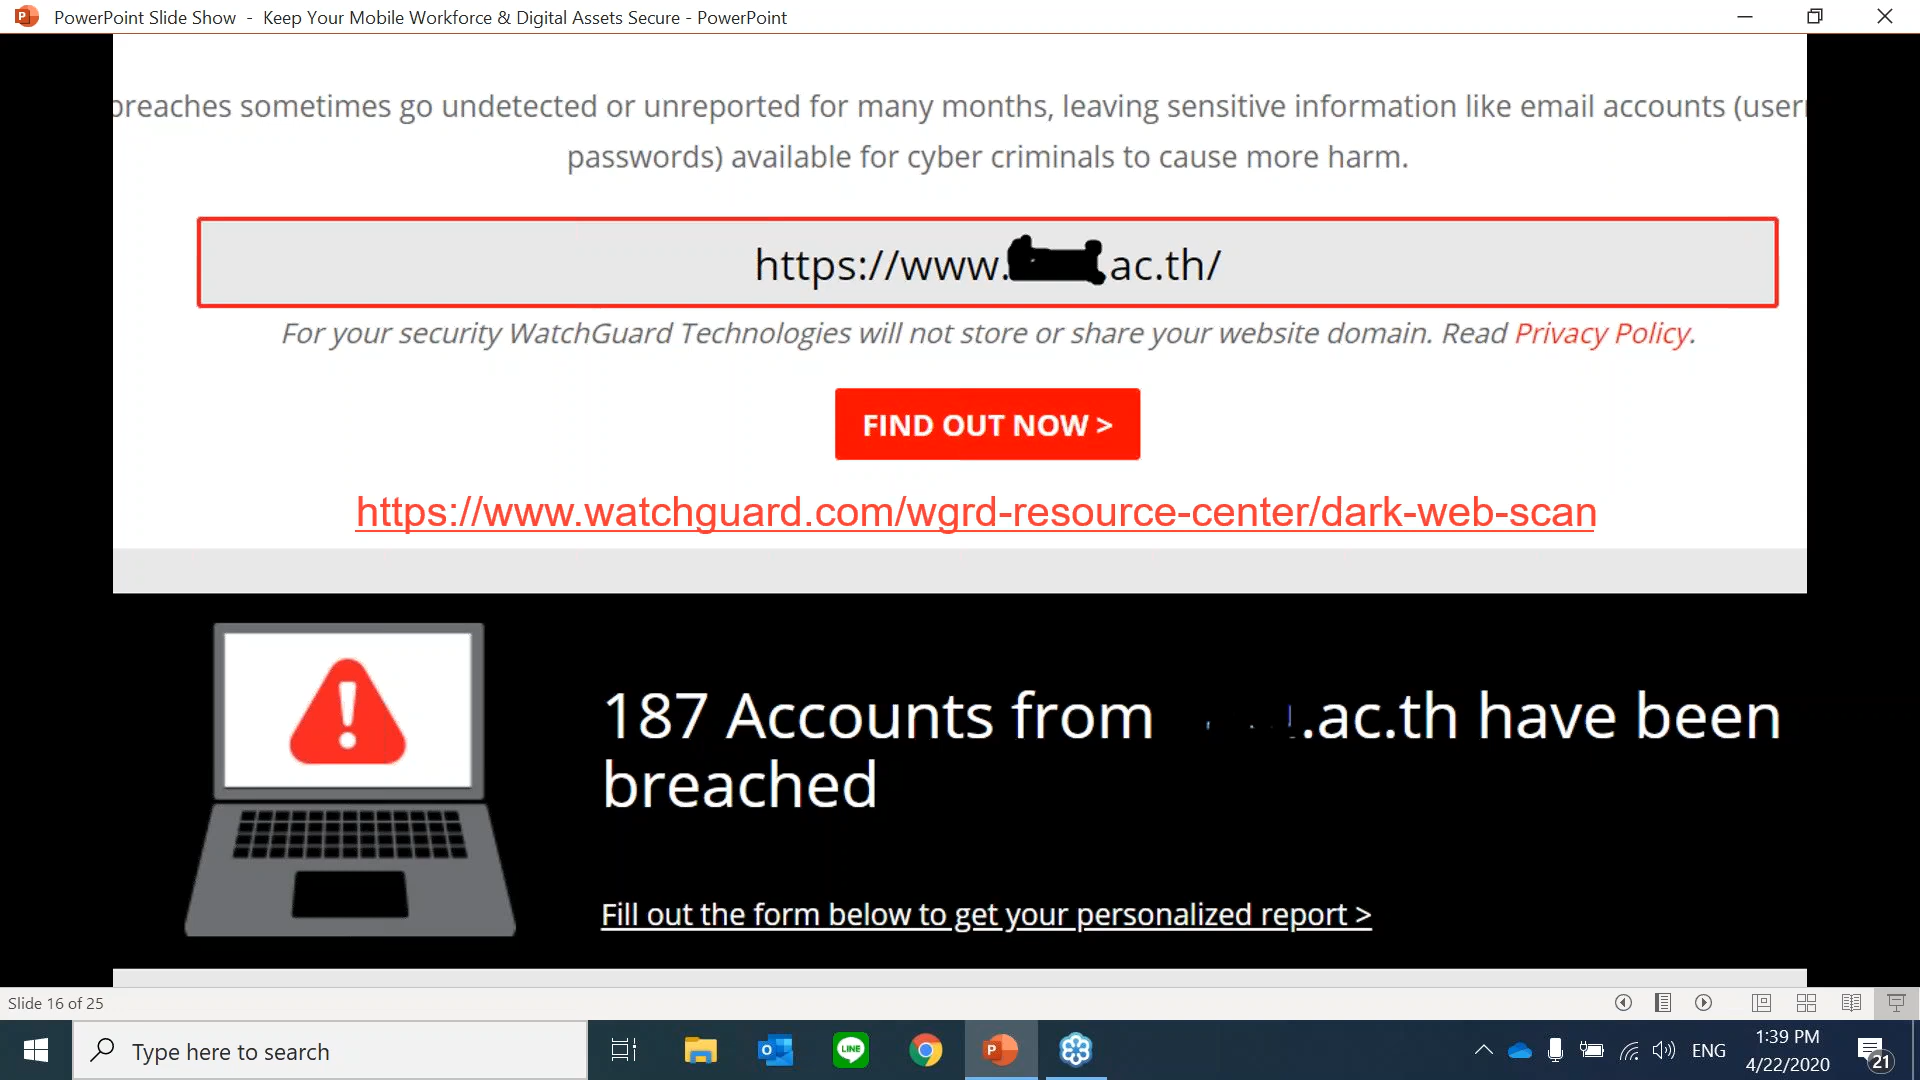 PowerPoint Slide Show - Keep Your Mobile Workforce & Digital Assets Secure - PowerPoint
breaches sometimes go undetected or unreported for many months, leaving sensitive information like email accounts (user
passwords) available for cyber criminals to cause more harm.
https://www. .ac.th/
For your security WatchGuard Technologies will not store or share your website domain. Read Privacy Policy.
FIND OUT NOW >
https://www.watchguard.com/wgrd-resource-center/dark-web-scan
187 Accounts from .ac.th have been
breached
Fill out the form below to get your personalized report >
Slide 16 of 25
Type here to search
LINE
ENG
1:39 PM
4/22/2020
21